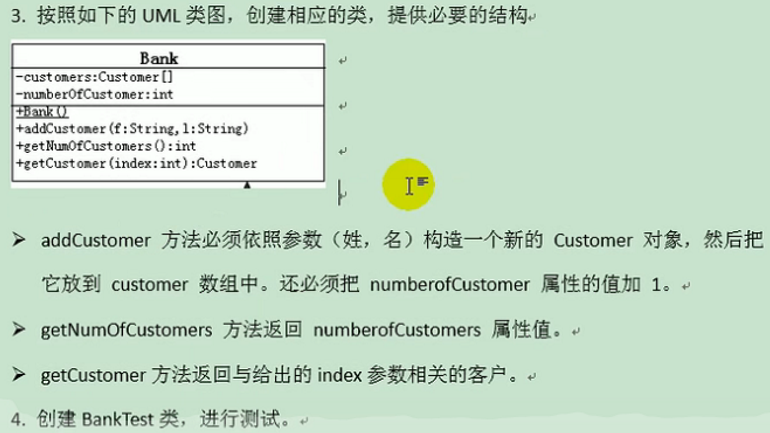 3. 按照如下的 UML 类图，创建相应的类，提供必要的结构
Bank
-customers:Customer[]
-numberOfCustomer:int
+Bank()
+addCustomer(f:String,l:String)
+getNumOfCustomers():int
+getCustomer(index:int):Customer
➢ addCustomer 方法必须依照参数（姓，名）构造一个新的 Customer 对象，然后把
它放到 customer 数组中。还必须把 numberofCustomer 属性的值加 1。
➢ getNumOfCustomers 方法返回 numberofCustomers 属性值。
➢ getCustomer 方法返回与给出的 index 参数相关的客户。
4. 创建 BankTest 类，进行测试。